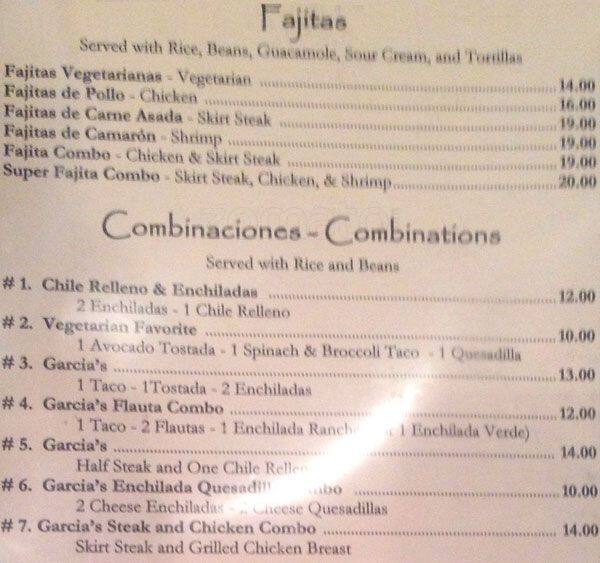 Fajitas
Served with Rice, Beans, Guacamole, Sour Cream, and Tortillas
Fajitas Vegetarianas - Vegetarian 14.00
Fajitas de Pollo - Chicken 16.00
Fajitas de Carne Asada - Skirt Steak 19.00
Fajitas de Camarón - Shrimp 19.00
Fajita Combo - Chicken & Skirt Steak 19.00
Super Fajita Combo - Skirt Steak, Chicken, & Shrimp 20.00
Combinaciones - Combinations
Served with Rice and Beans
# 1. Chile Relleno & Enchiladas 12.00
2 Enchiladas - 1 Chile Relleno
# 2. Vegetarian Favorite 10.00
1 Avocado Tostada - 1 Spinach & Broccoli Taco - 1 Quesadilla
# 3. Garcia's 13.00
1 Taco - 1Tostada - 2 Enchiladas
# 4. Garcia's Flauta Combo 12.00
1 Taco - 2 Flautas - 1 Enchilada 1 Enchilada Verde)
# 5. Garcia's 14.00
Half Steak and One Chile
# 6. Garcia's Enchilada 10.00
2 Cheese Enchiladas - Cheese Quesadillas
# 7. Garcia's Steak and Chicken Combo 14.00
Skirt Steak and Grilled Chicken Breast